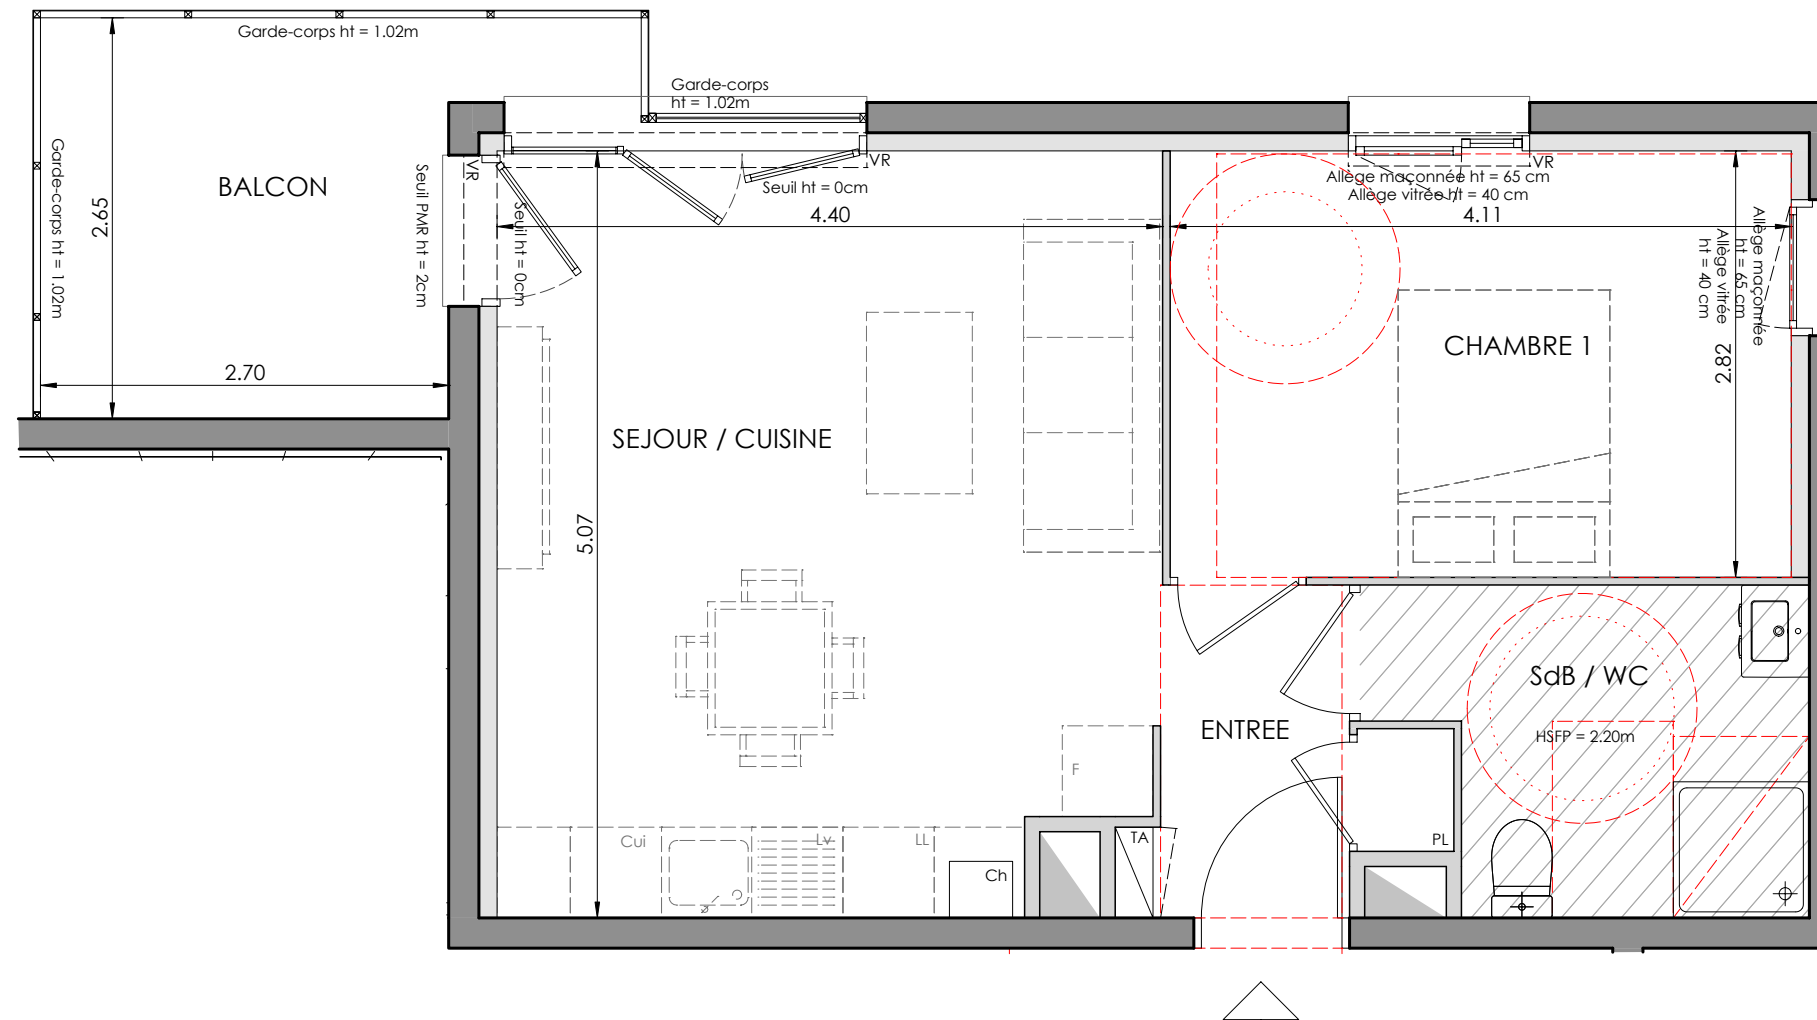 Garde-corps ht = 1.02m
Garde-corps
ht = 1.02m
Garde-corps ht = 1.02m
BALCON
2.65
2.70
Seuil PMR ht = 2cm
VR
Seuil ht = 0cm
VR
Seuil ht = 0cm
4.40
VR
Allège maçonnée ht = 65 cm
Allège vitrée ht = 40 cm
4.11
Allège maçonnée
ht = 65 cm
Allège vitrée
ht = 40 cm
CHAMBRE 1
2.82
SEJOUR / CUISINE
5.07
SdB / WC
HSFP = 2.20m
ENTREE
F
Cui
Lv
LL
Ch
TA
PL